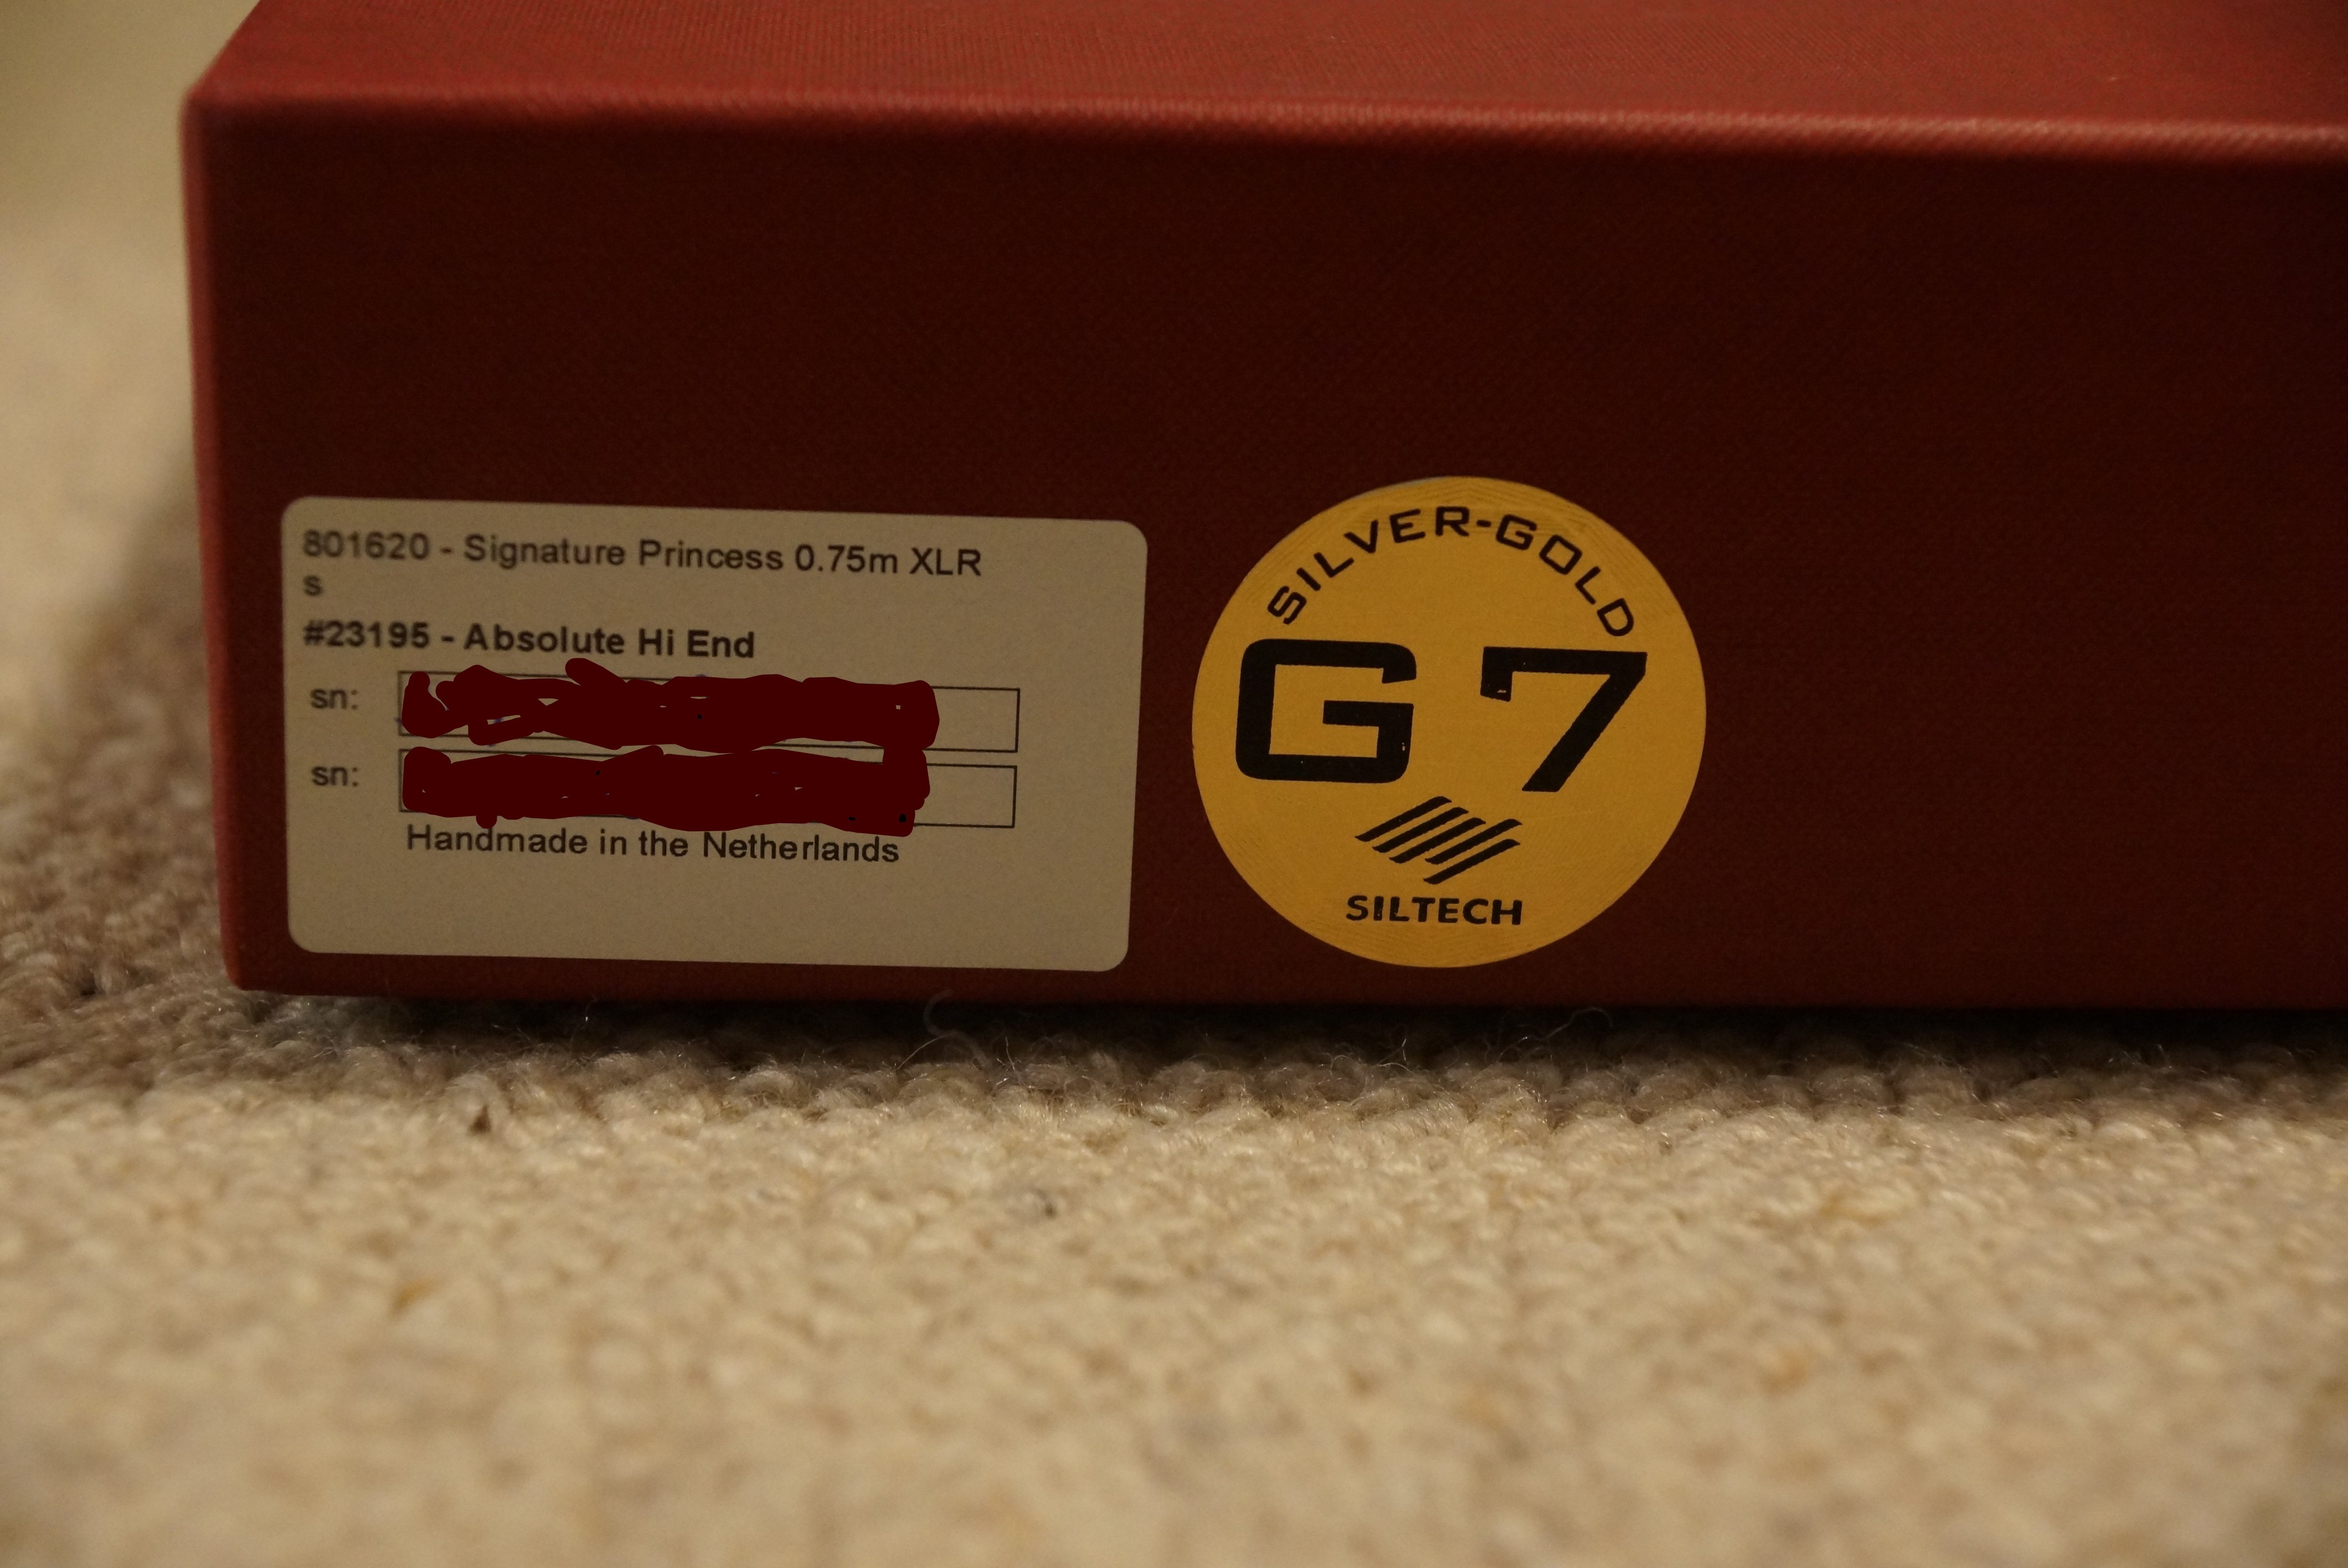 801620 - Signature Princess 0.75m XLR
s
#23195 - Absolute Hi End
sn:
sn:
Handmade in the Netherlands
SILVER-GOLD
G7
SILTECH